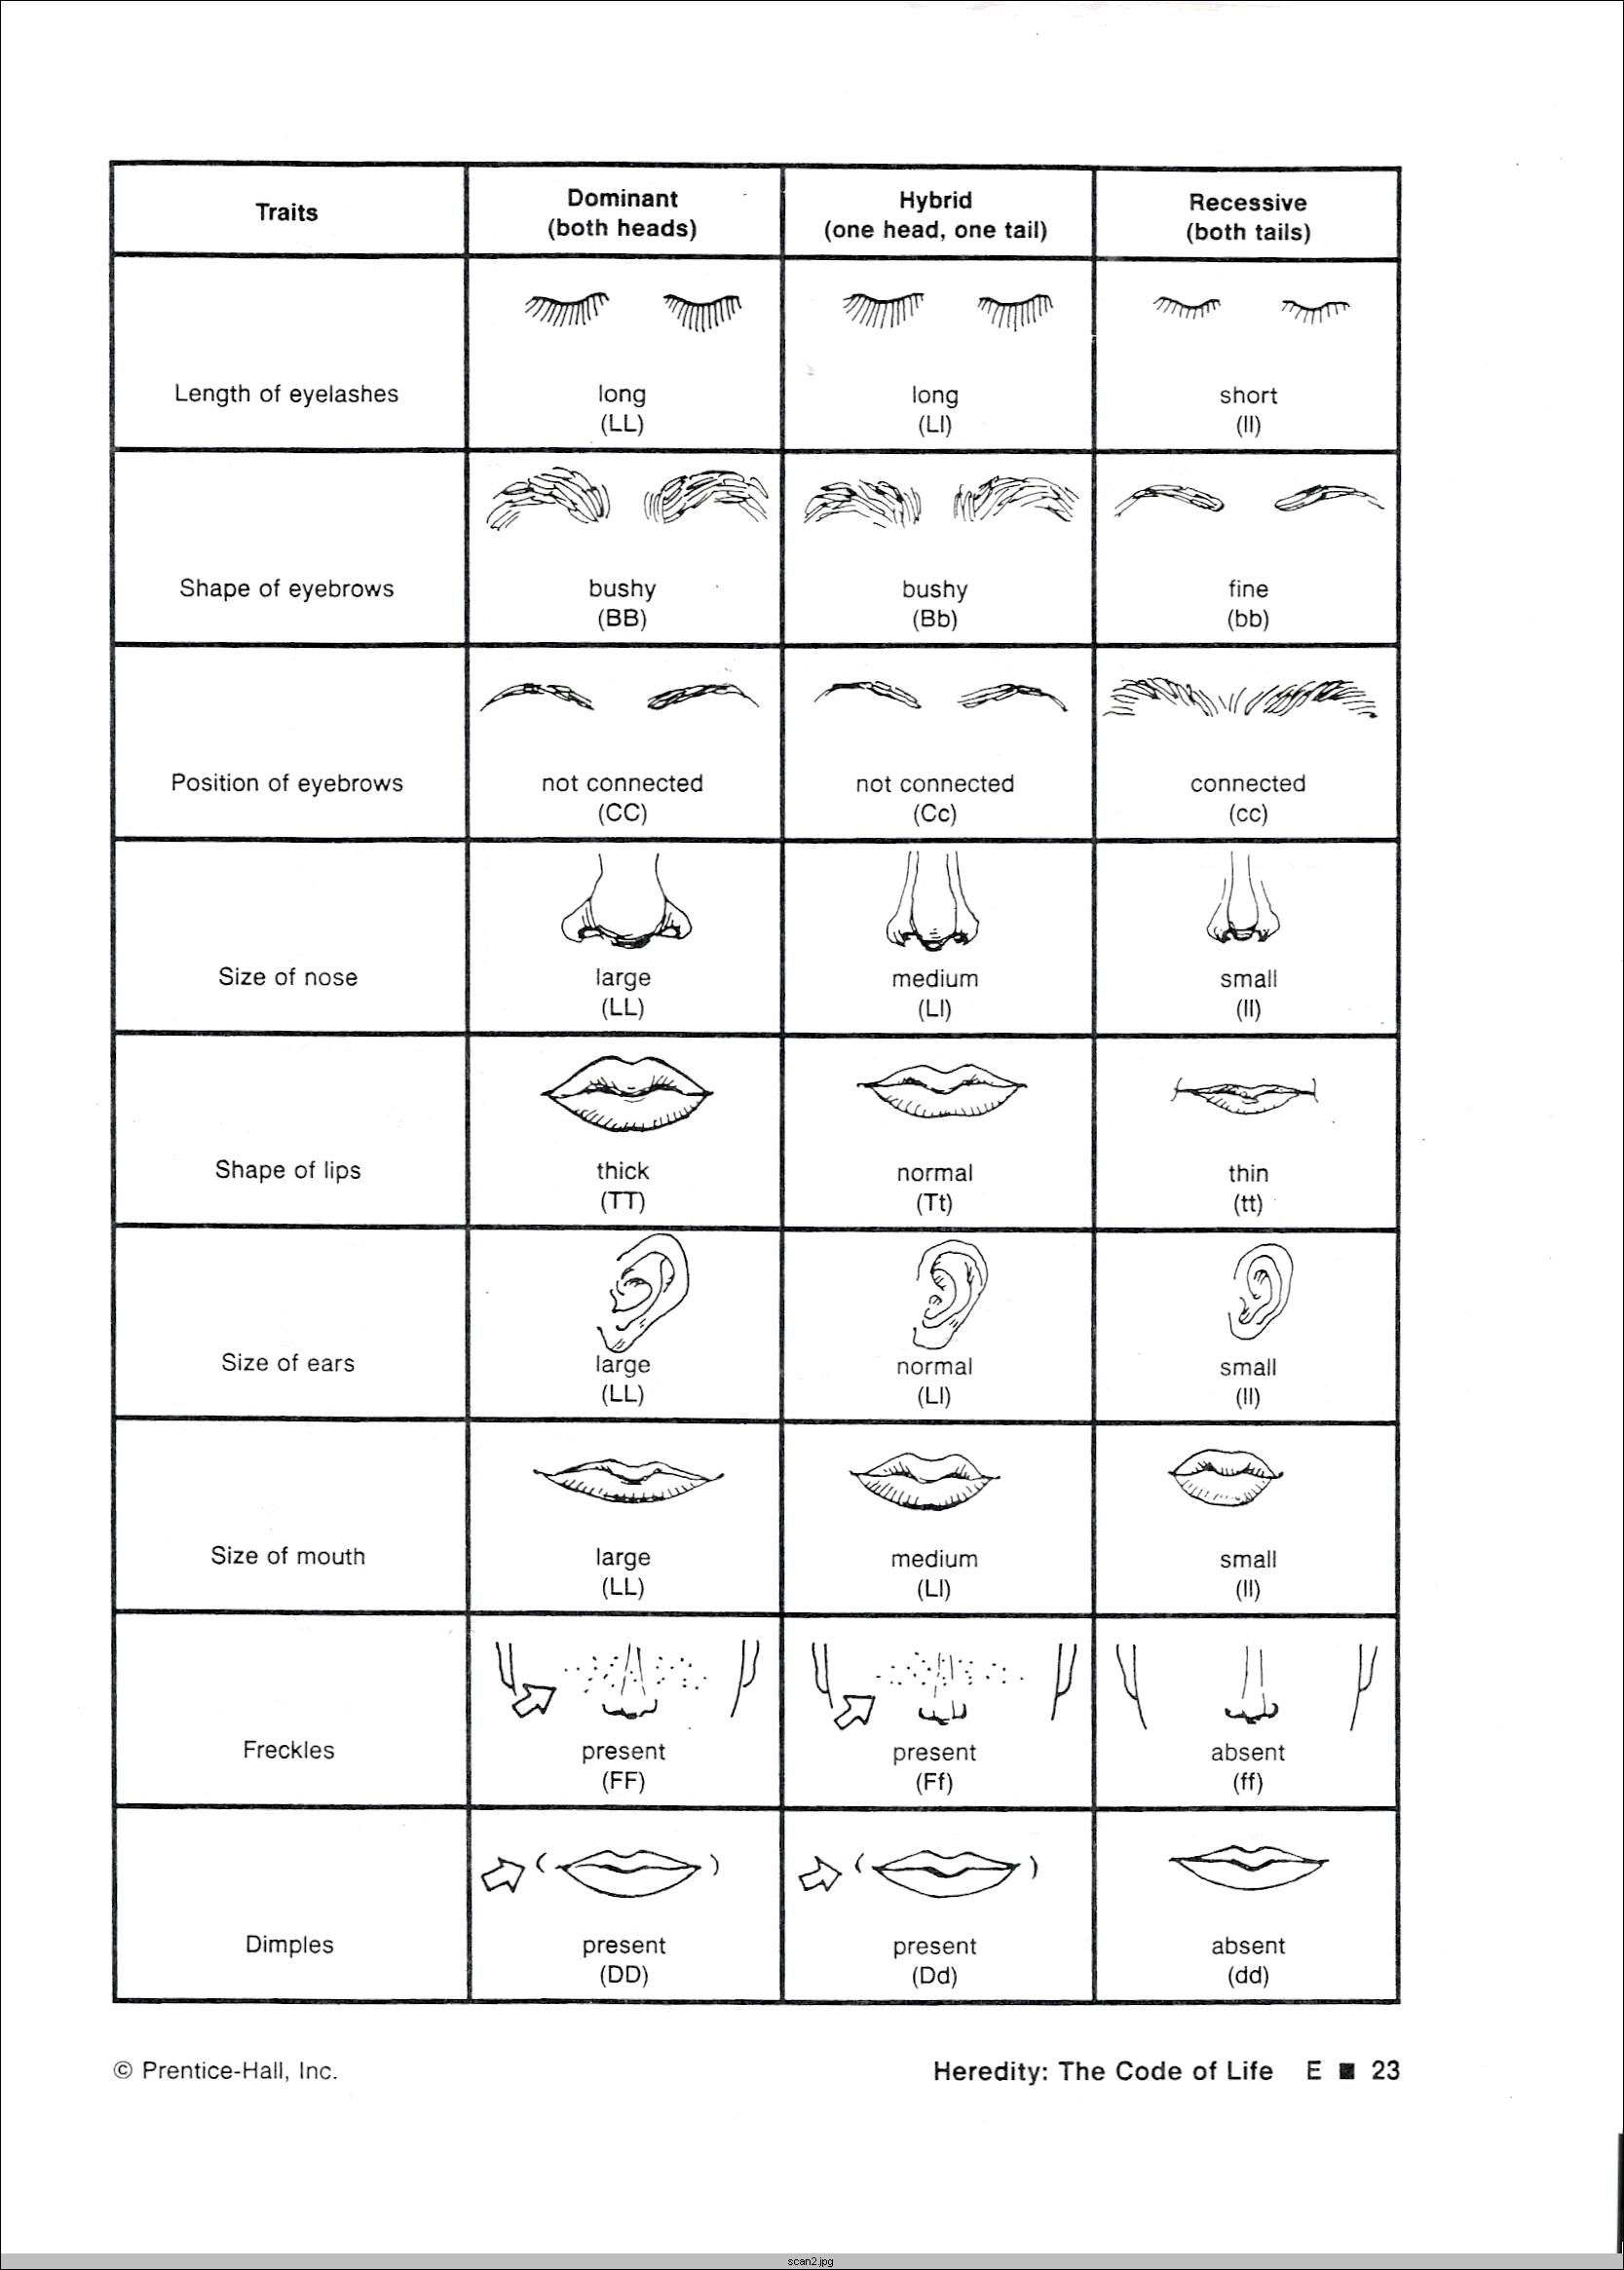 Traits
Dominant
(both heads)
Hybrid
(one head, one tail)
Recessive
(both tails)
Length of eyelashes
long
(LL)
long
(Ll)
short
(ll)
Shape of eyebrows
bushy
(BB)
bushy
(Bb)
fine
(bb)
Position of eyebrows
not connected
(CC)
not connected
(Cc)
connected
(cc)
Size of nose
large
(LL)
medium
(Ll)
small
(ll)
Shape of lips
thick
(TT)
normal
(Tt)
thin
(tt)
Size of ears
large
(LL)
normal
(Ll)
small
(ll)
Size of mouth
large
(LL)
medium
(Ll)
small
(ll)
Freckles
present
(FF)
present
(Ff)
absent
(ff)
Dimples
present
(DD)
present
(Dd)
absent
(dd)
© Prentice-Hall, Inc.
Heredity: The Code of Life E ■ 23
scan2.jpg